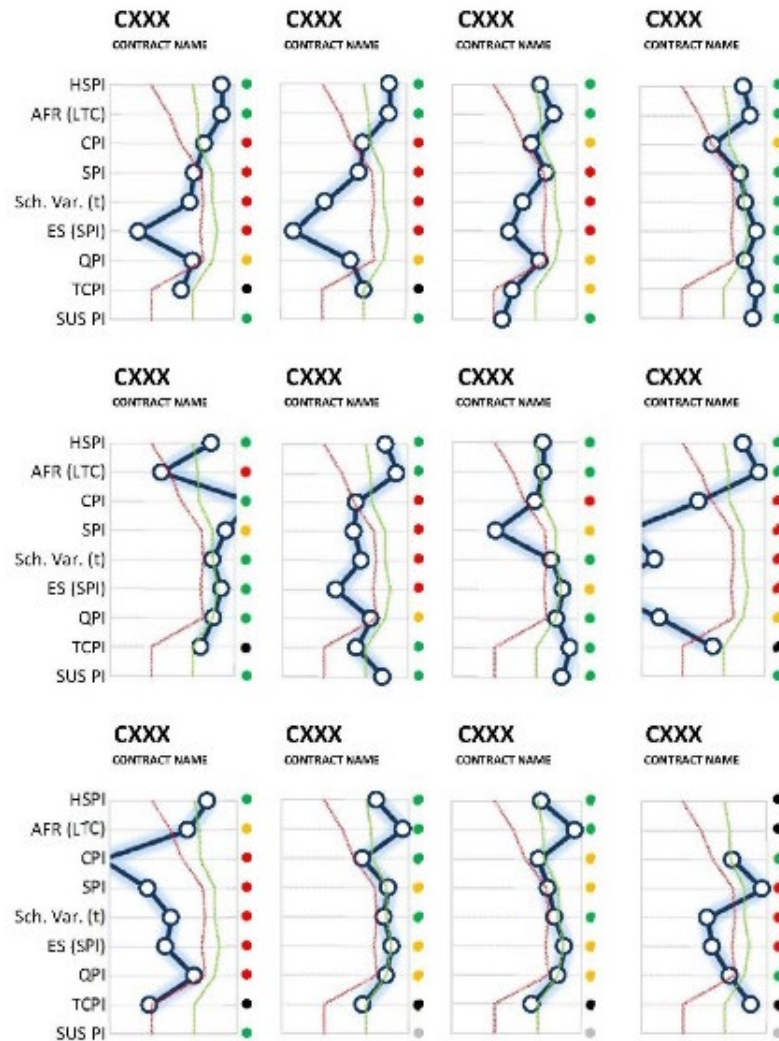 CXXX CXXX CXXX CXXX
CONTRACT NAME CONTRACT NAME CONTRACT NAME CONTRACT NAME
HSPI
AFR (LTC)
CPI
SPI
Sch. Var. (t)
ES (SPI)
QPI
TCPI
SUS PI
CXXX CXXX CXXX CXXX
CONTRACT NAME CONTRACT NAME CONTRACT NAME CONTRACT NAME
HSPI
AFR (LTC)
CPI
SPI
Sch. Var. (t)
ES (SPI)
QPI
TCPI
SUS PI
CXXX CXXX CXXX CXXX
CONTRACT NAME CONTRACT NAME CONTRACT NAME CONTRACT NAME
HSPI
AFR (LTC)
CPI
SPI
Sch. Var. (t)
ES (SPI)
QPI
TCPI
SUS PI